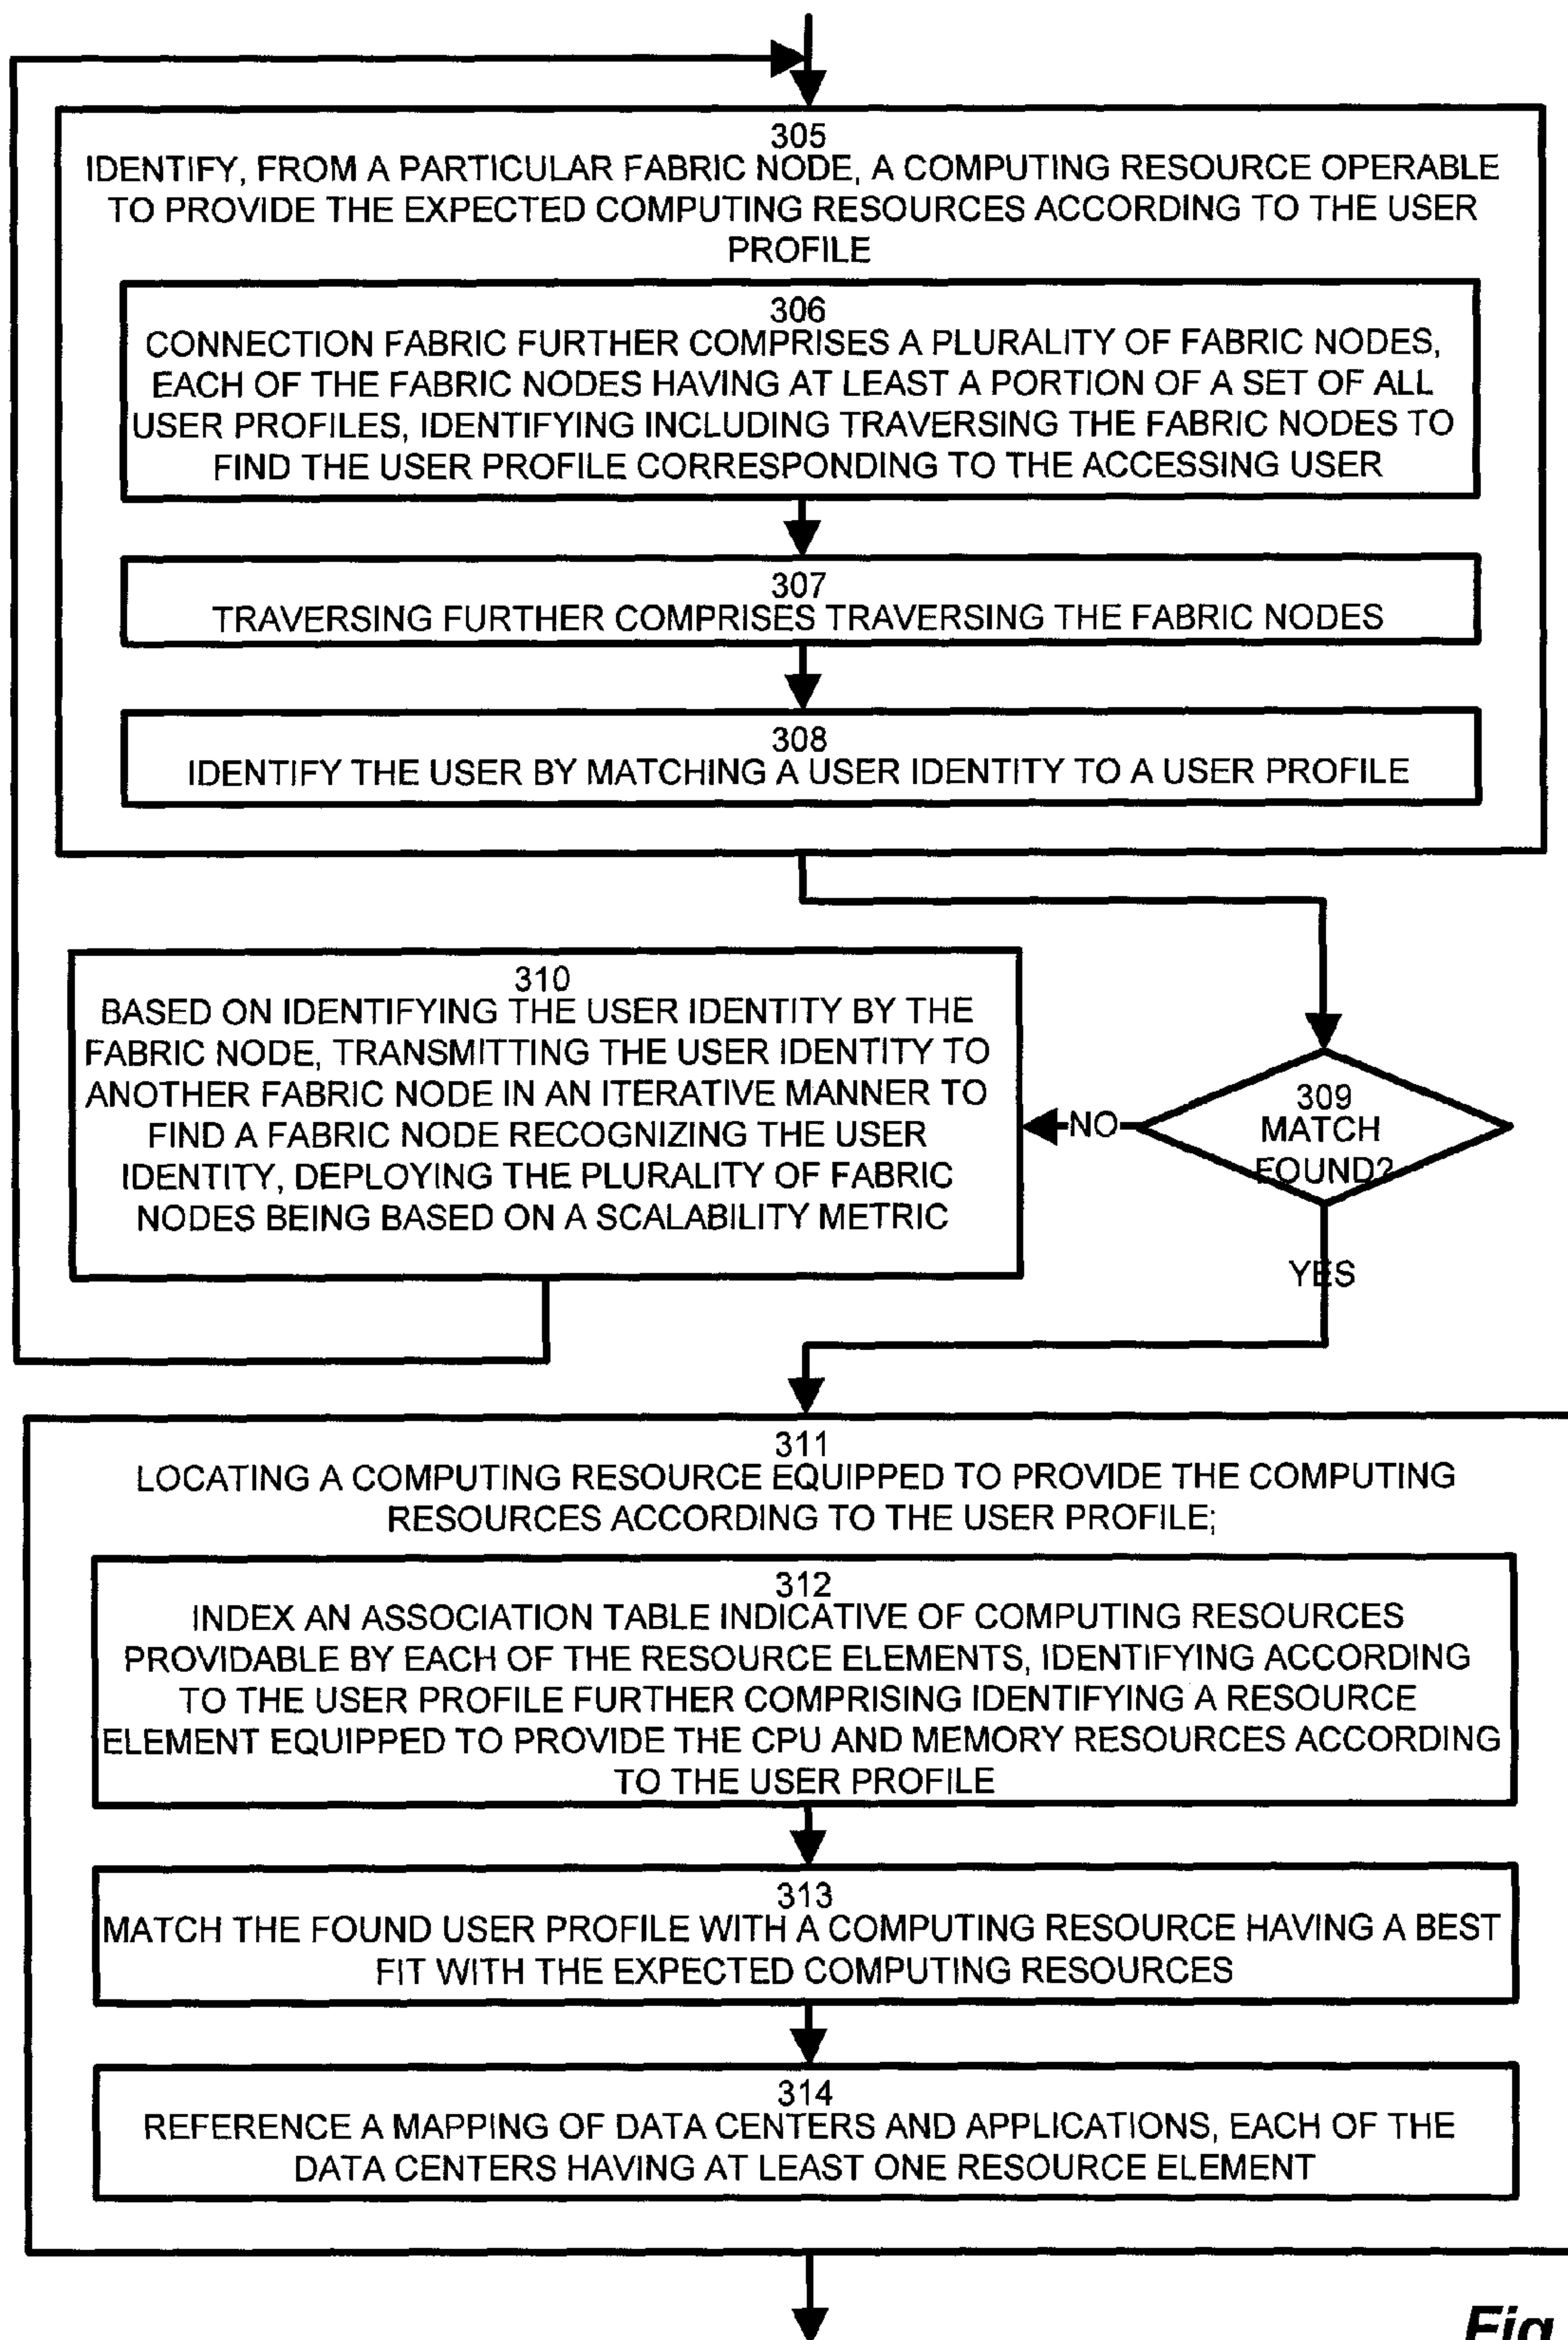 305
IDENTIFY, FROM A PARTICULAR FABRIC NODE, A COMPUTING RESOURCE OPERABLE
TO PROVIDE THE EXPECTED COMPUTING RESOURCES ACCORDING TO THE USER
PROFILE
306
CONNECTION FABRIC FURTHER COMPRISES A PLURALITY OF FABRIC NODES,
EACH OF THE FABRIC NODES HAVING AT LEAST A PORTION OF A SET OF ALL
USER PROFILES, IDENTIFYING INCLUDING TRAVERSING THE FABRIC NODES TO
FIND THE USER PROFILE CORRESPONDING TO THE ACCESSING USER
307
TRAVERSING FURTHER COMPRISES TRAVERSING THE FABRIC NODES
308
IDENTIFY THE USER BY MATCHING A USER IDENTITY TO A USER PROFILE
310
BASED ON IDENTIFYING THE USER IDENTITY BY THE
FABRIC NODE, TRANSMITTING THE USER IDENTITY TO
ANOTHER FABRIC NODE IN AN ITERATIVE MANNER TO
FIND A FABRIC NODE RECOGNIZING THE USER
IDENTITY, DEPLOYING THE PLURALITY OF FABRIC
NODES BEING BASED ON A SCALABILITY METRIC
NO
309
MATCH
FOUND?
YES
311
LOCATING A COMPUTING RESOURCE EQUIPPED TO PROVIDE THE COMPUTING
RESOURCES ACCORDING TO THE USER PROFILE;
312
INDEX AN ASSOCIATION TABLE INDICATIVE OF COMPUTING RESOURCES
PROVIDABLE BY EACH OF THE RESOURCE ELEMENTS, IDENTIFYING ACCORDING
TO THE USER PROFILE FURTHER COMPRISING IDENTIFYING A RESOURCE
ELEMENT EQUIPPED TO PROVIDE THE CPU AND MEMORY RESOURCES ACCORDING
TO THE USER PROFILE
313
MATCH THE FOUND USER PROFILE WITH A COMPUTING RESOURCE HAVING A BEST
FIT WITH THE EXPECTED COMPUTING RESOURCES
314
REFERENCE A MAPPING OF DATA CENTERS AND APPLICATIONS, EACH OF THE
DATA CENTERS HAVING AT LEAST ONE RESOURCE ELEMENT
Fig